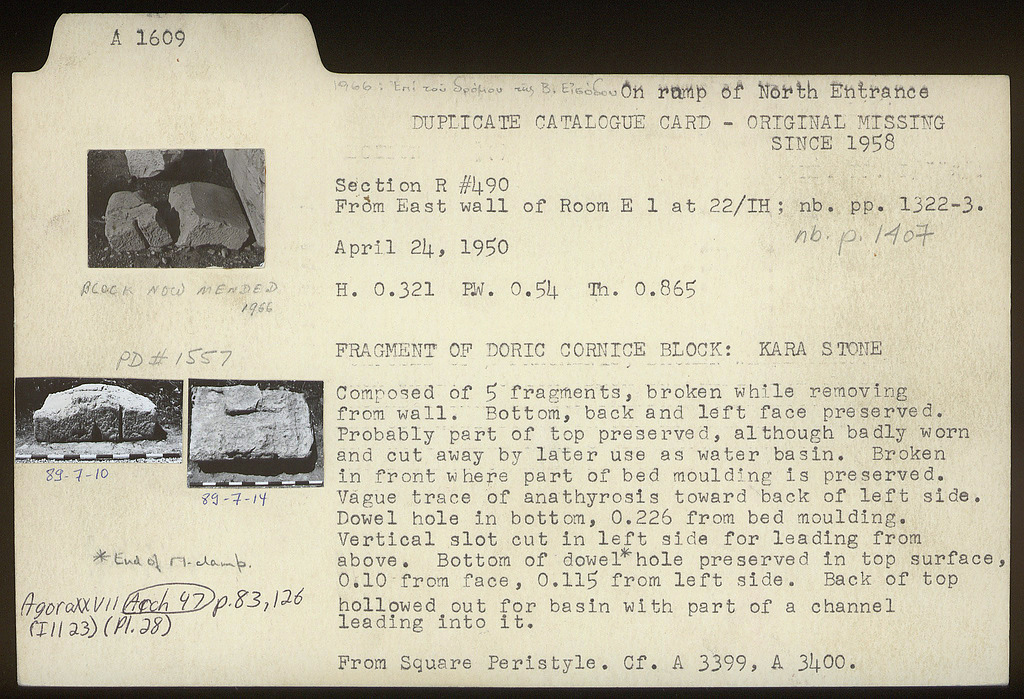 A 1609
1966: Ἐπὶ τοῦ δρόμου τῆς Β. Εἰσόδου On ramp of North Entrance
DUPLICATE CATALOGUE CARD - ORIGINAL MISSING
SINCE 1958
Section R #490
From East wall of Room E 1 at 22/IH; nb. pp. 1322-3.
nb. p. 1407
April 24, 1950
H. 0.321 PW. 0.54 Th. 0.865
BLOCK NOW MENDED
1966
PD # 1557
89-7-10
89-7-14
* End of Π-clamp.
Agora XXVII Arch 47 p. 83, 126
(I1123) (Pl. 28)
FRAGMENT OF DORIC CORNICE BLOCK: KARA STONE
Composed of 5 fragments, broken while removing
from wall. Bottom, back and left face preserved.
Probably part of top preserved, although badly worn
and cut away by later use as water basin. Broken
in front where part of bed moulding is preserved.
Vague trace of anathyrosis toward back of left side.
Dowel hole in bottom, 0.226 from bed moulding.
Vertical slot cut in left side for leading from
above. Bottom of dowel* hole preserved in top surface,
0.10 from face, 0.115 from left side. Back of top
hollowed out for basin with part of a channel
leading into it.
From Square Peristyle. Cf. A 3399, A 3400.